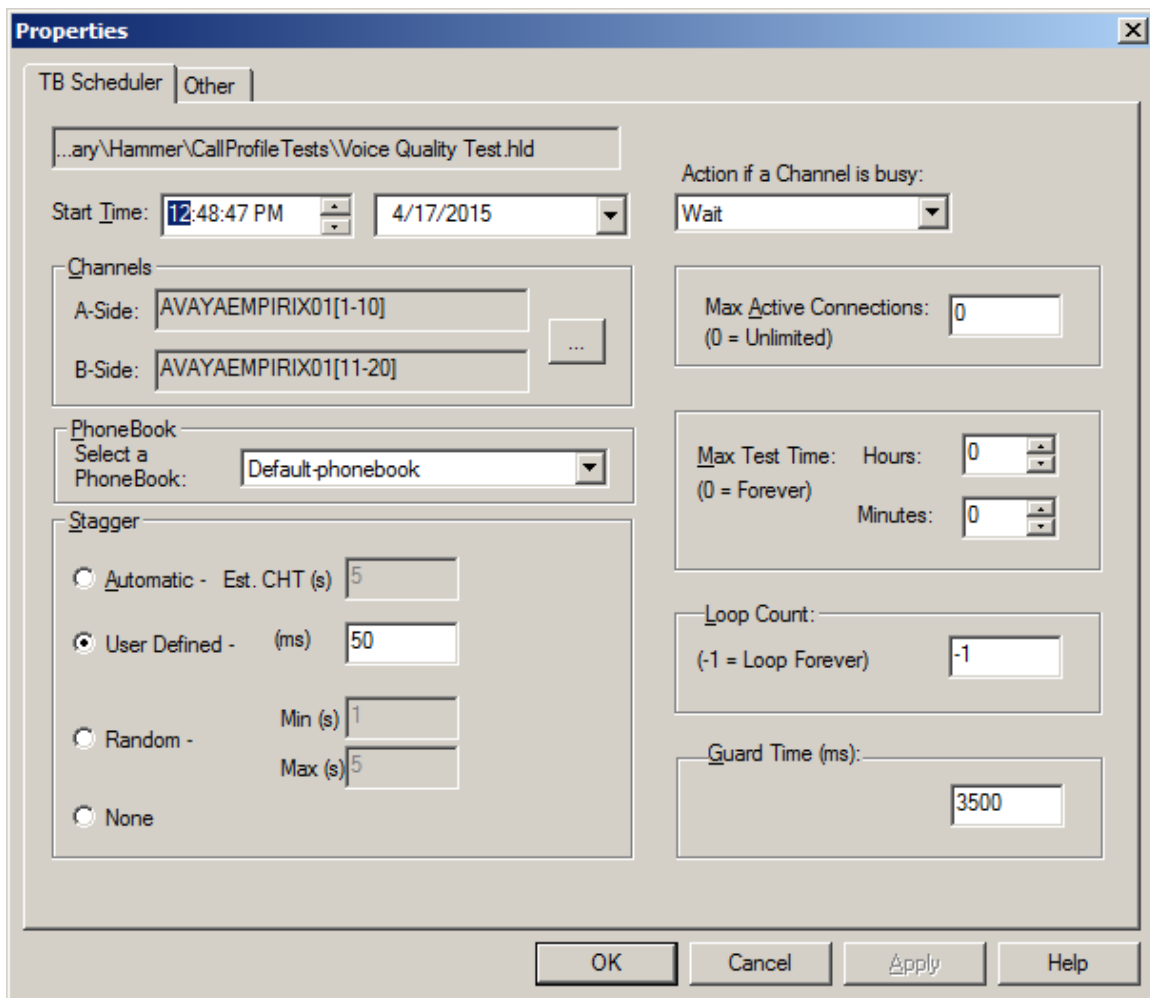 Properties
TB Scheduler
Other
...ary\Hammer\CallProfileTests\Voice Quality Test.hld
Start Time: 12:48:47 PM 4/17/2015
Action if a Channel is busy:
Wait
Channels
A-Side: AVAYAEMPIRIX01[1-10]
B-Side: AVAYAEMPIRIX01[11-20]
...
Max Active Connections: 0
(0 = Unlimited)
PhoneBook
Select a
PhoneBook: Default-phonebook
Max Test Time: Hours: 0
(0 = Forever)
Minutes: 0
Stagger
Automatic - Est. CHT (s) 5
User Defined - (ms) 50
Random -
Min (s) 1
Max (s) 5
None
Loop Count:
(-1 = Loop Forever) -1
Guard Time (ms):
3500
OK
Cancel
Apply
Help